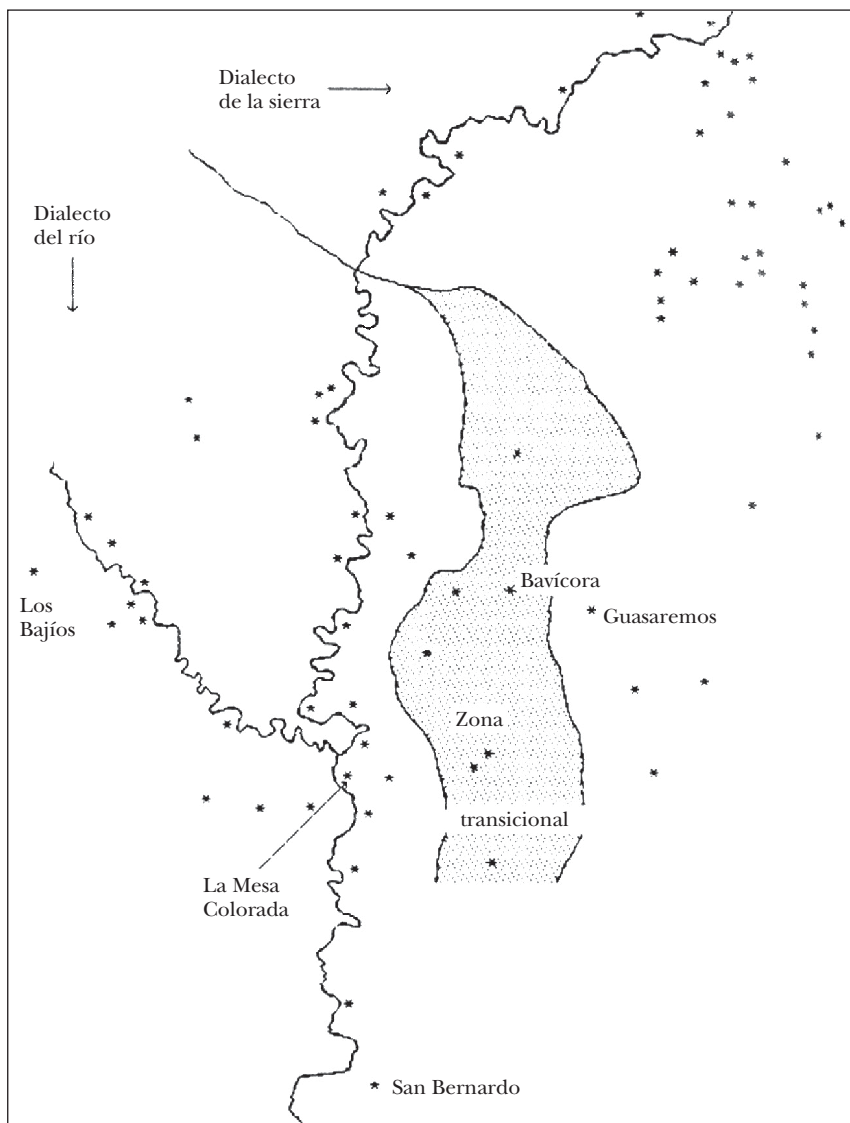 Dialecto
de la sierra
Dialecto
del río
Bavícora
Guasaremos
Los
Bajíos
Zona
transicional
La Mesa
Colorada
San Bernardo